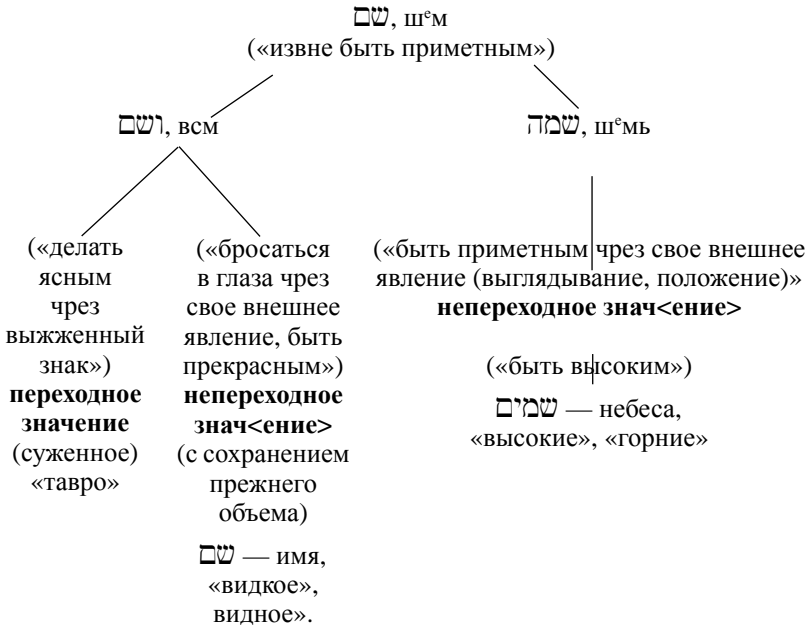 שם, шᵉм
(«извне быть приметным»)
ושם, всм
שמה, шᵉмь
(«делать
ясным
чрез
выжженный
знак»)
переходное
значение
(суженное)
«тавро»
(«бросаться
в глаза чрез
свое внешнее
явление, быть
прекрасным»)
непереходное
знач<ение>
(с сохранением
прежнего
объема)
שם — имя,
«видкое»,
видное».
(«быть приметным чрез свое внешнее
явление (выглядывание, положение)»
непереходное знач<ение>
(«быть высоким»)
שמים — небеса,
«высокие», «горние»